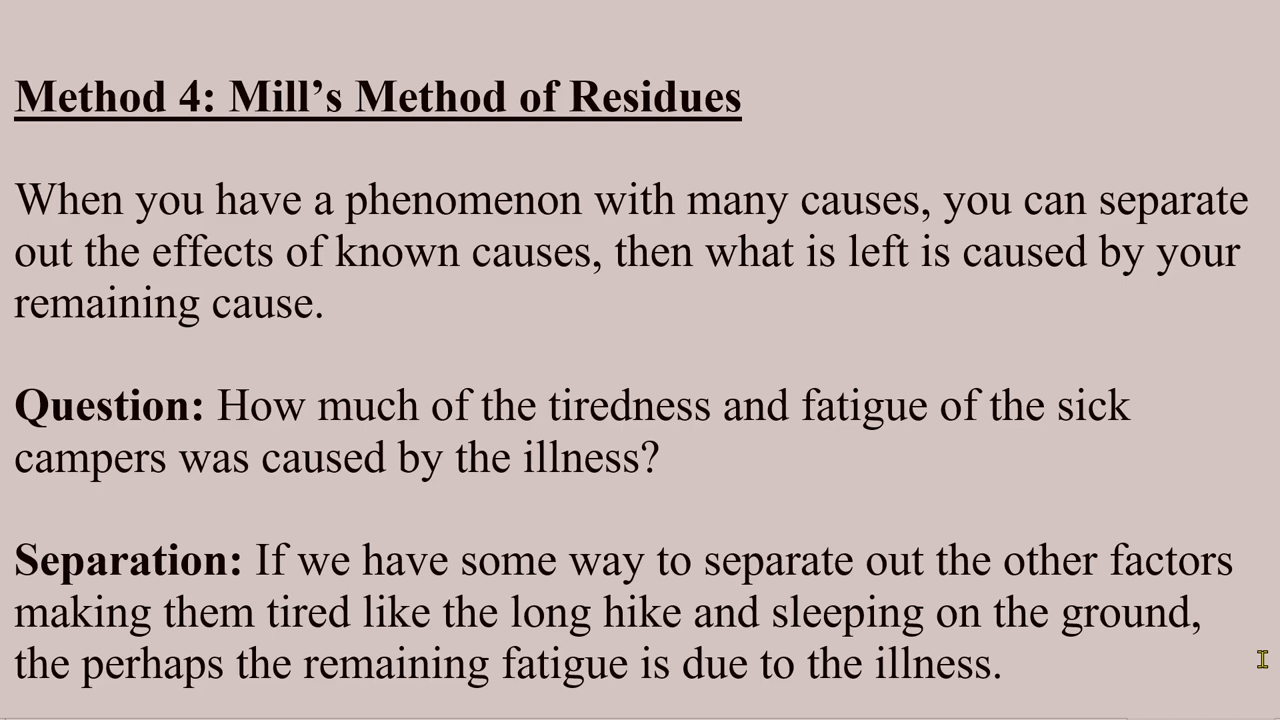 Method 4: Mill's Method of Residues
When you have a phenomenon with many causes, you can separate
out the effects of known causes, then what is left is caused by your
remaining cause.
Question: How much of the tiredness and fatigue of the sick
campers was caused by the illness?
Separation: If we have some way to separate out the other factors
making them tired like the long hike and sleeping on the ground,
the perhaps the remaining fatigue is due to the illness.